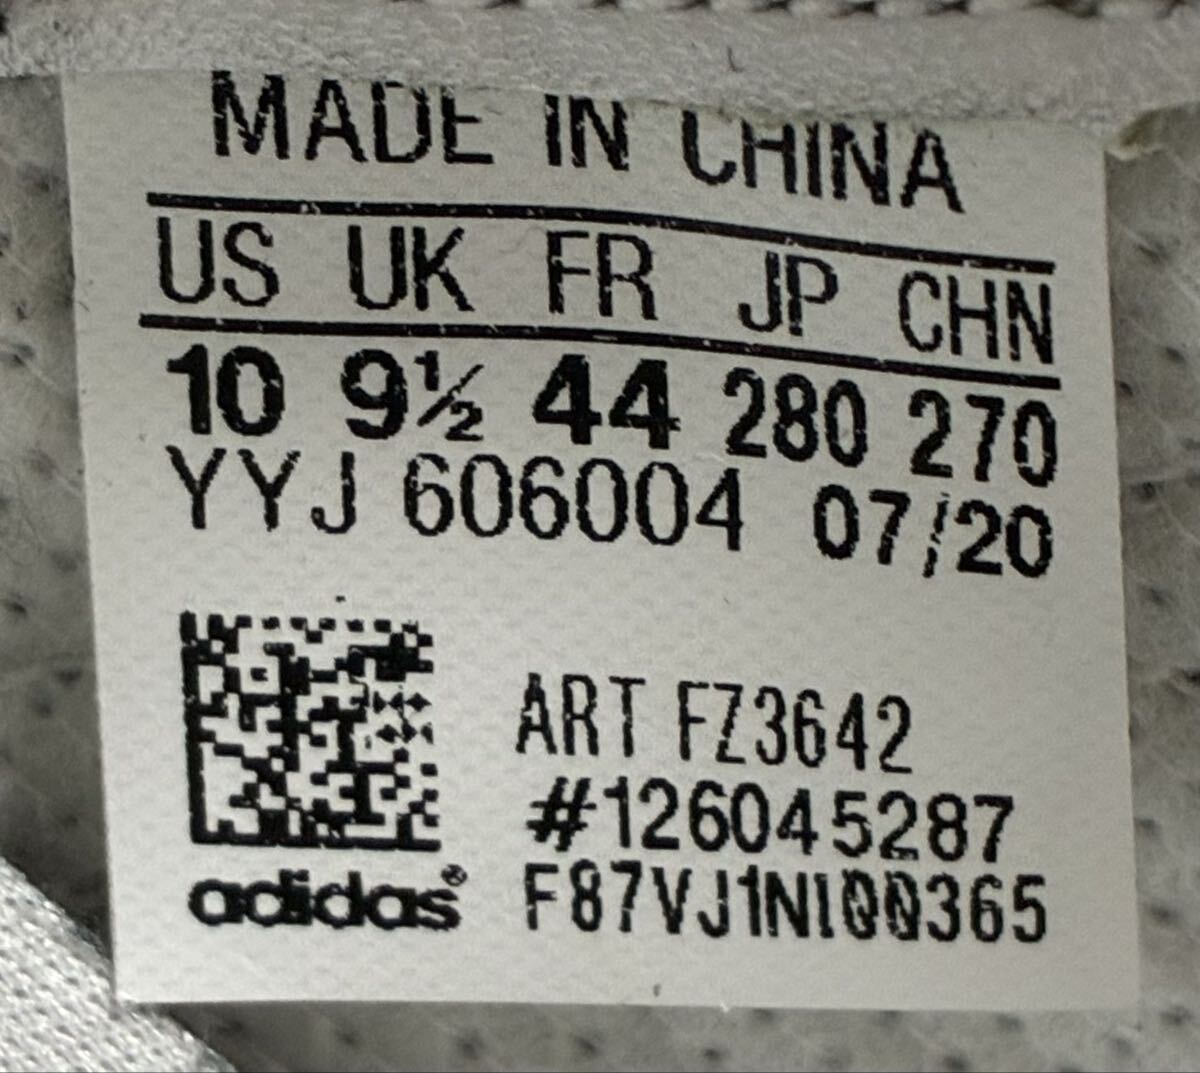 MADE IN CHINA
US UK FR JP CHN
10 9½ 44 280 270
YYJ 606004 07/20
ART FZ3642
#126045287
adidas® F87VJ1N100365